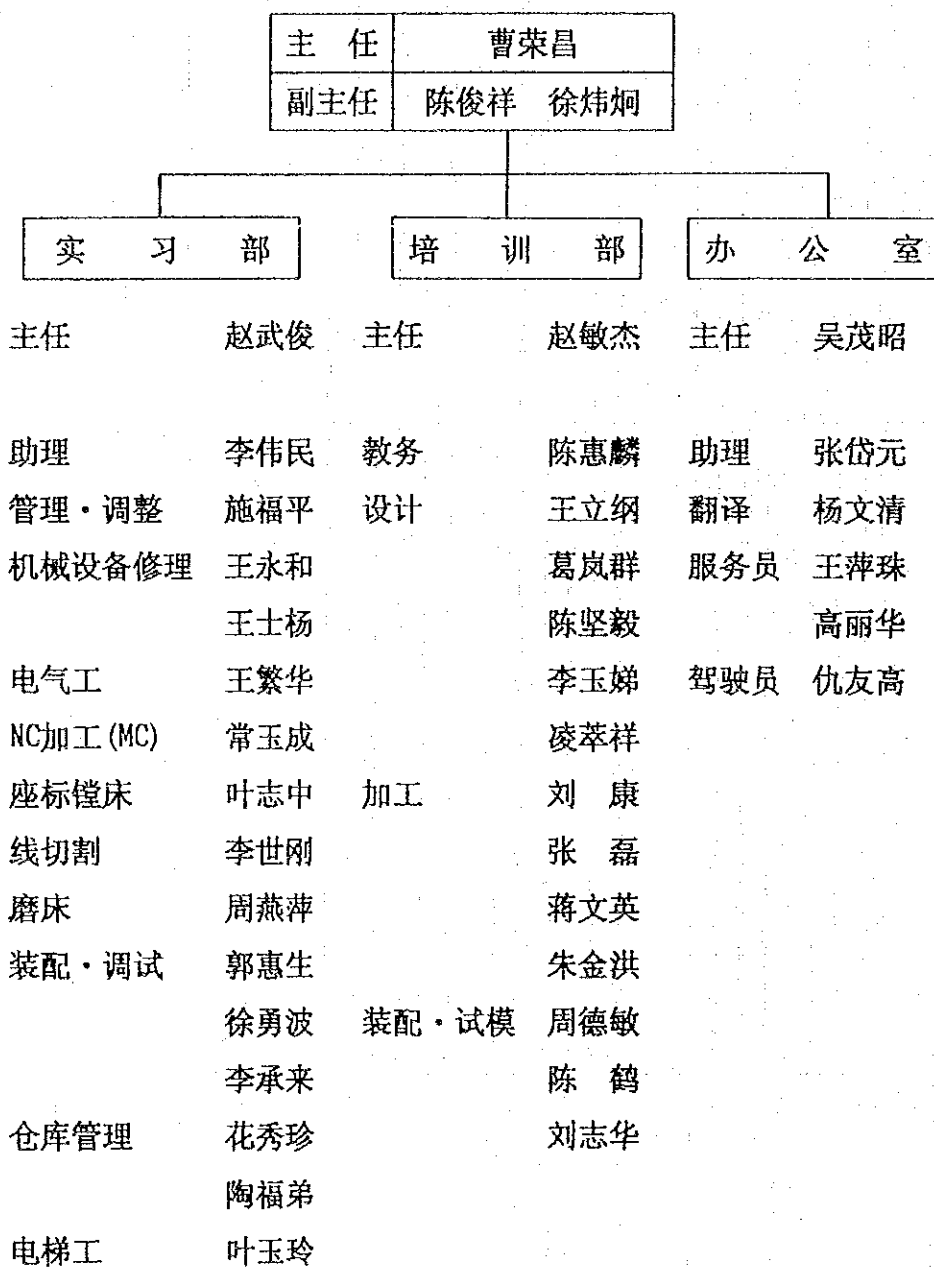 主 任 曹荣昌
副主任 陈俊祥 徐炜炯
实 习 部 培 训 部 办 公 室
主任 赵武俊 主任 赵敏杰 主任 吴茂昭
助理 李伟民 教务 陈惠麟 助理 张岱元
管理・调整 施福平 设计 王立纲 翻译 杨文清
机械设备修理 王永和 葛岚群 服务员 王萍珠
王士杨 陈坚毅 高丽华
电气工 王繁华 李玉娣 驾驶员 仇友高
NC加工(MC) 常玉成 凌萃祥
座标镗床 叶志中 加工 刘 康
线切割 李世刚 张 磊
磨床 周燕萍 蒋文英
装配・调试 郭惠生 朱金洪
徐勇波 装配・试模 周德敏
李承来 陈 鹤
仓库管理 花秀珍 刘志华
陶福弟
电梯工 叶玉玲